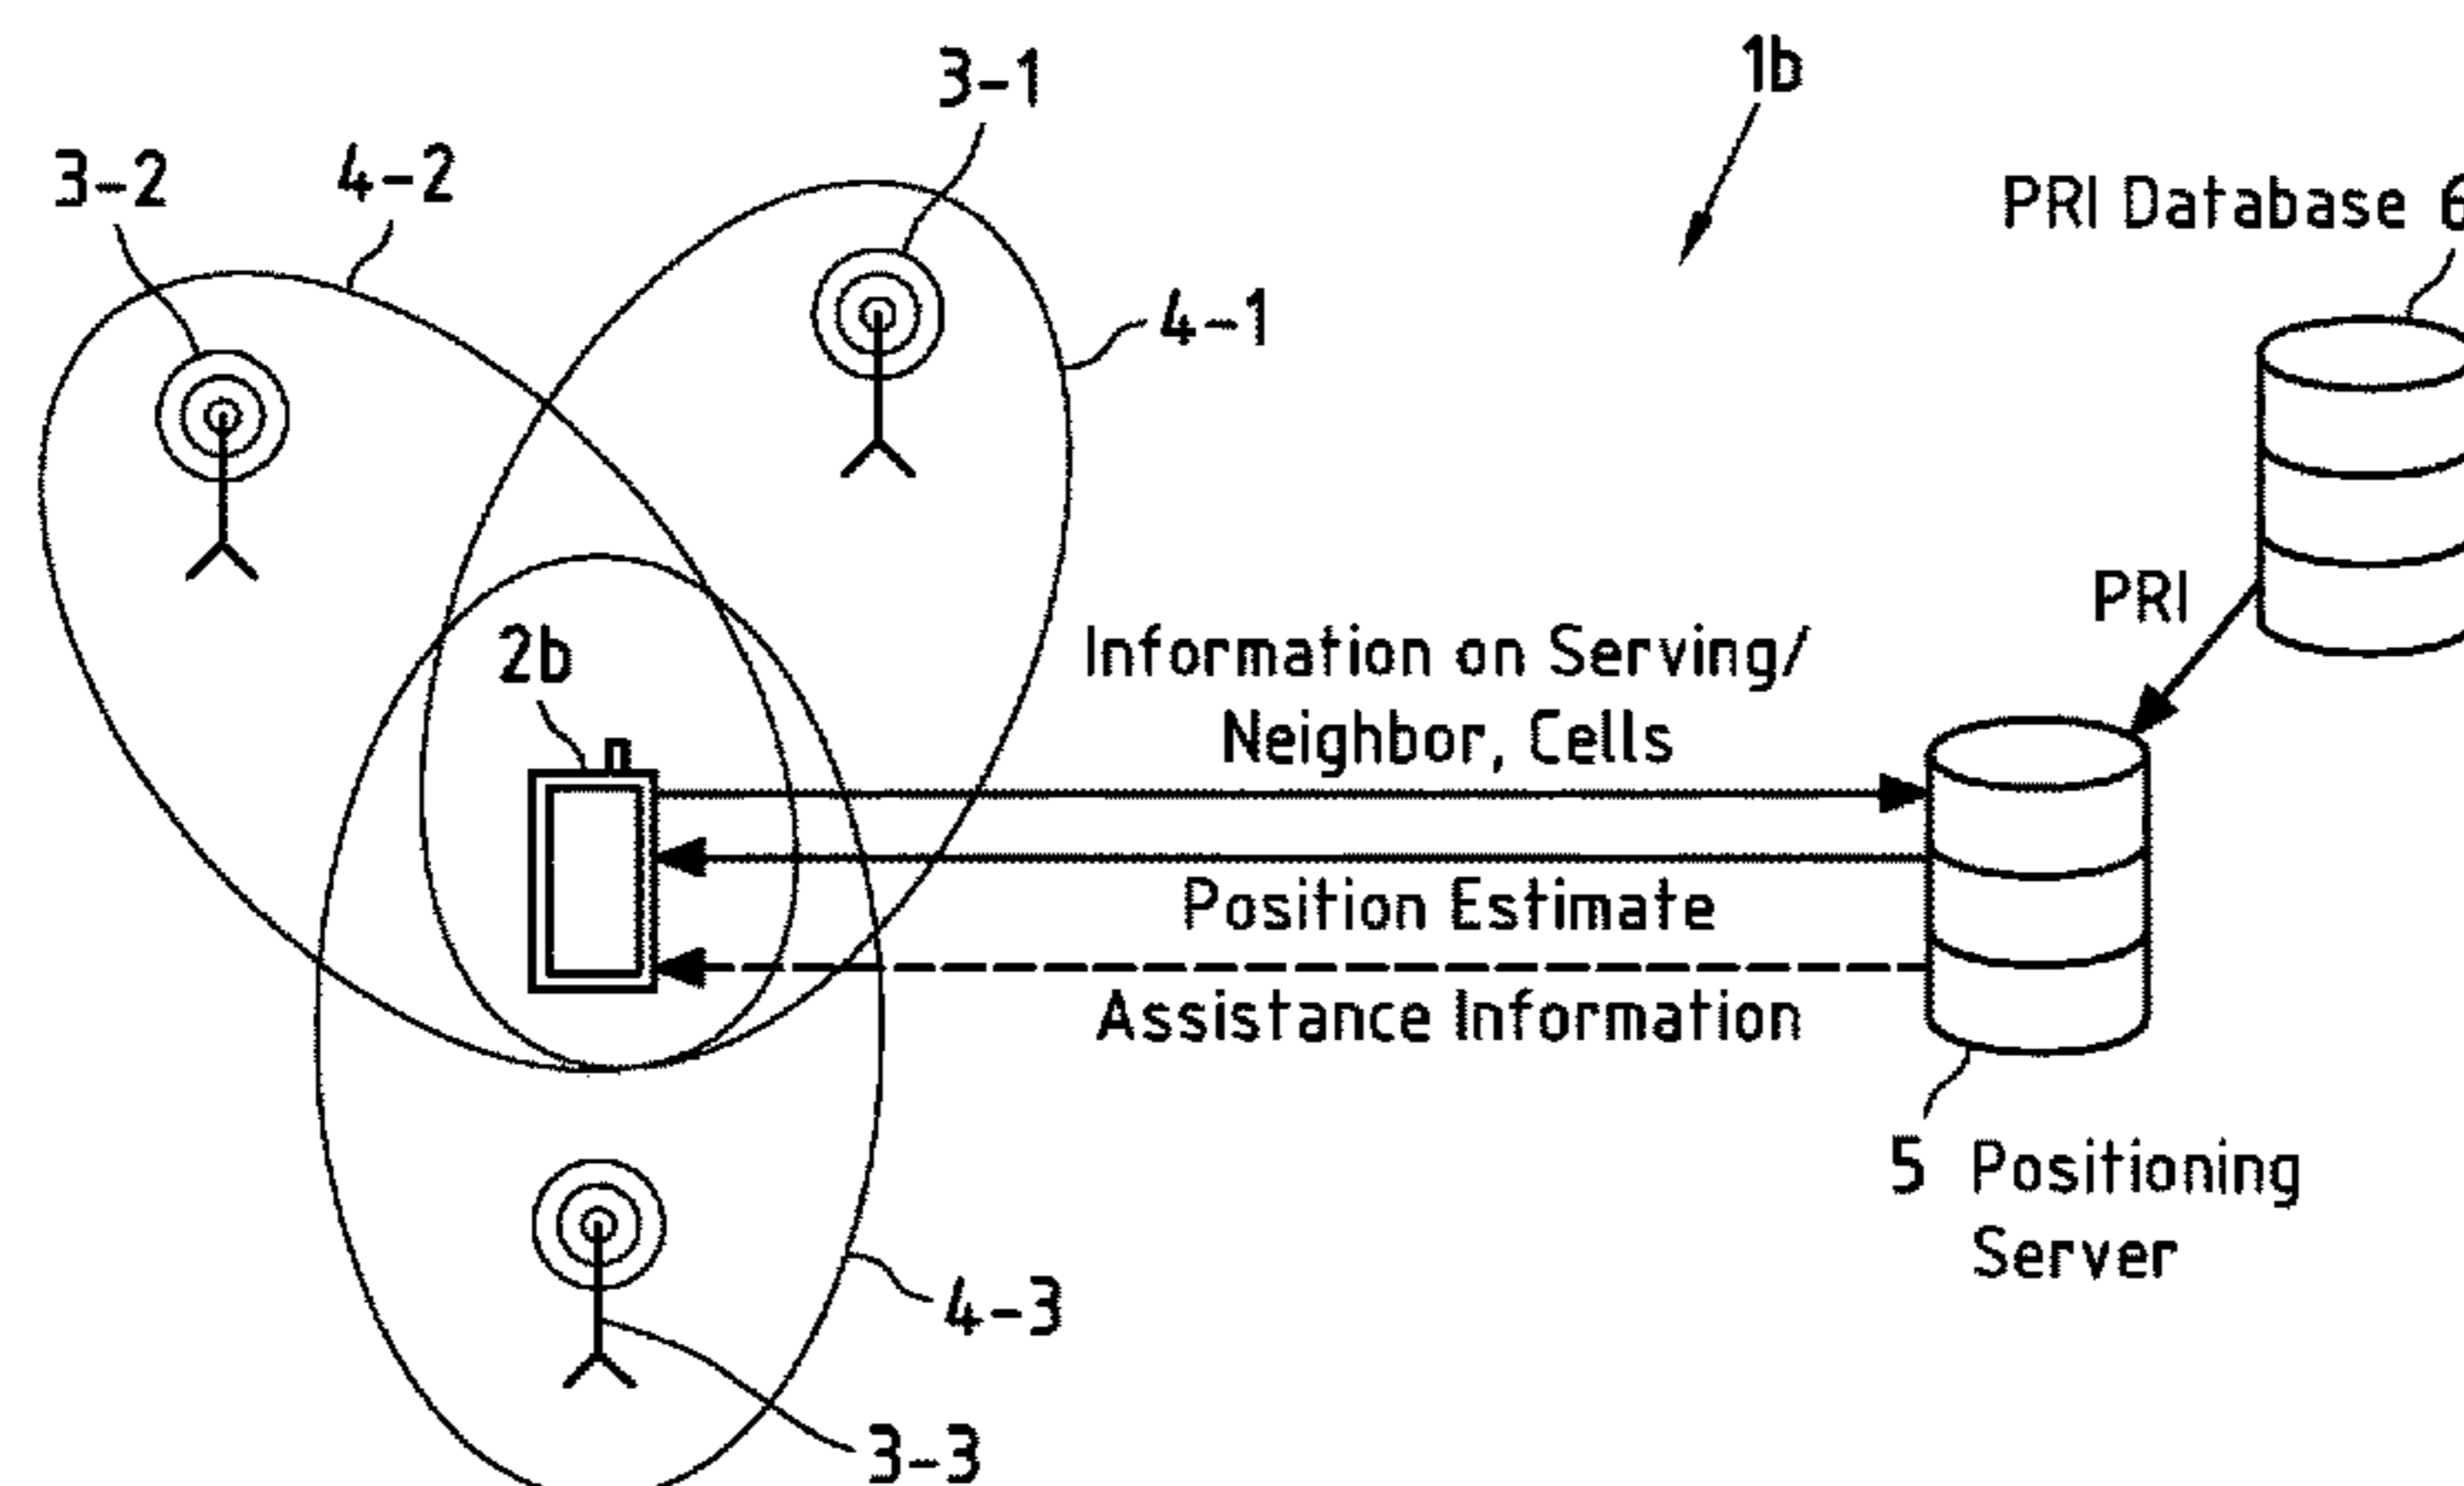 3-1
1b
3-2
4-2
PRI Database 6
4-1
PRI
2b
Information on Serving/
Neighbor, Cells
Position Estimate
Assistance Information
5 Positioning
Server
4-3
3-3